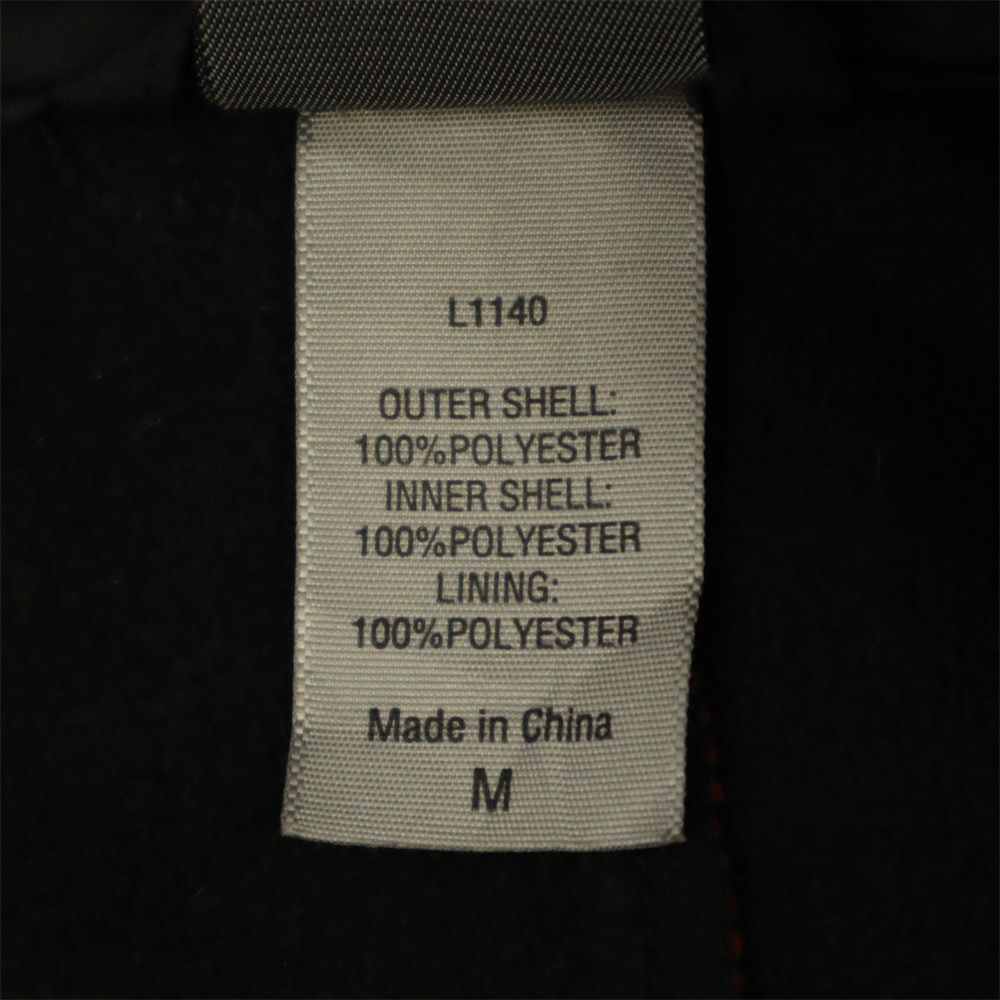 L1140
OUTER SHELL:
100%POLYESTER
INNER SHELL:
100%POLYESTER
LINING:
100%POLYESTER
Made in China
M